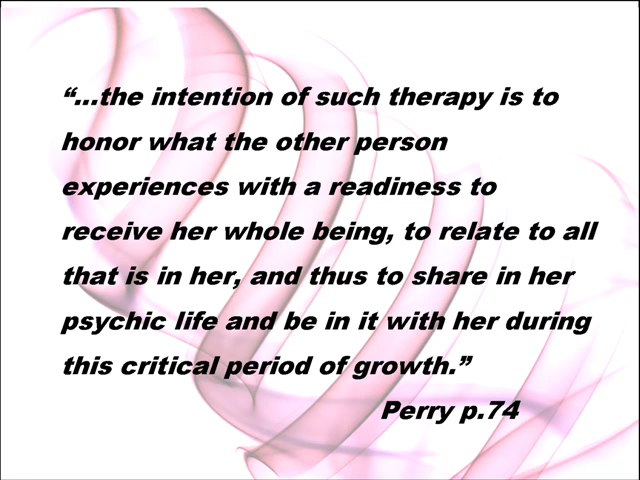 “...the intention of such therapy is to
honor what the other person
experiences with a readiness to
receive her whole being, to relate to all
that is in her, and thus to share in her
psychic life and be in it with her during
this critical period of growth.”
Perry p.74